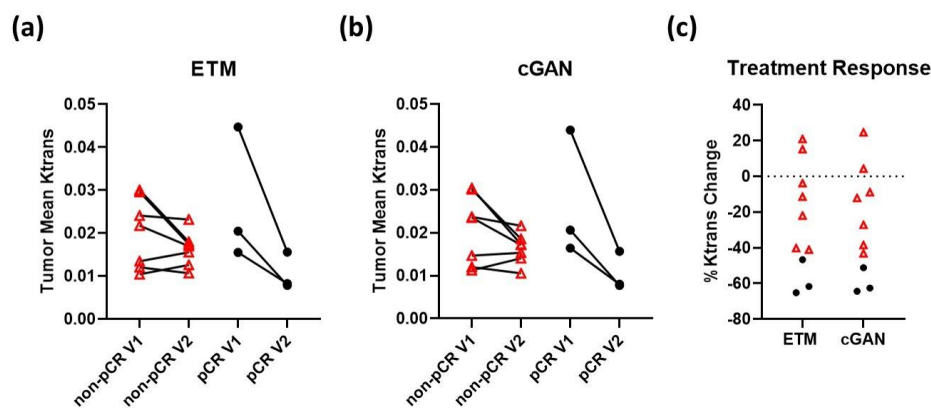 (a)
ETM
Tumor Mean Ktrans
0.05
0.04
0.03
0.02
0.01
0.00
non-pCR V1
non-pCR V2
pCR V1
pCR V2
(b)
cGAN
Tumor Mean Ktrans
0.05
0.04
0.03
0.02
0.01
0.00
non-pCR V1
non-pCR V2
pCR V1
pCR V2
(c)
Treatment Response
% Ktrans Change
40
20
0
-20
-40
-60
-80
ETM
cGAN